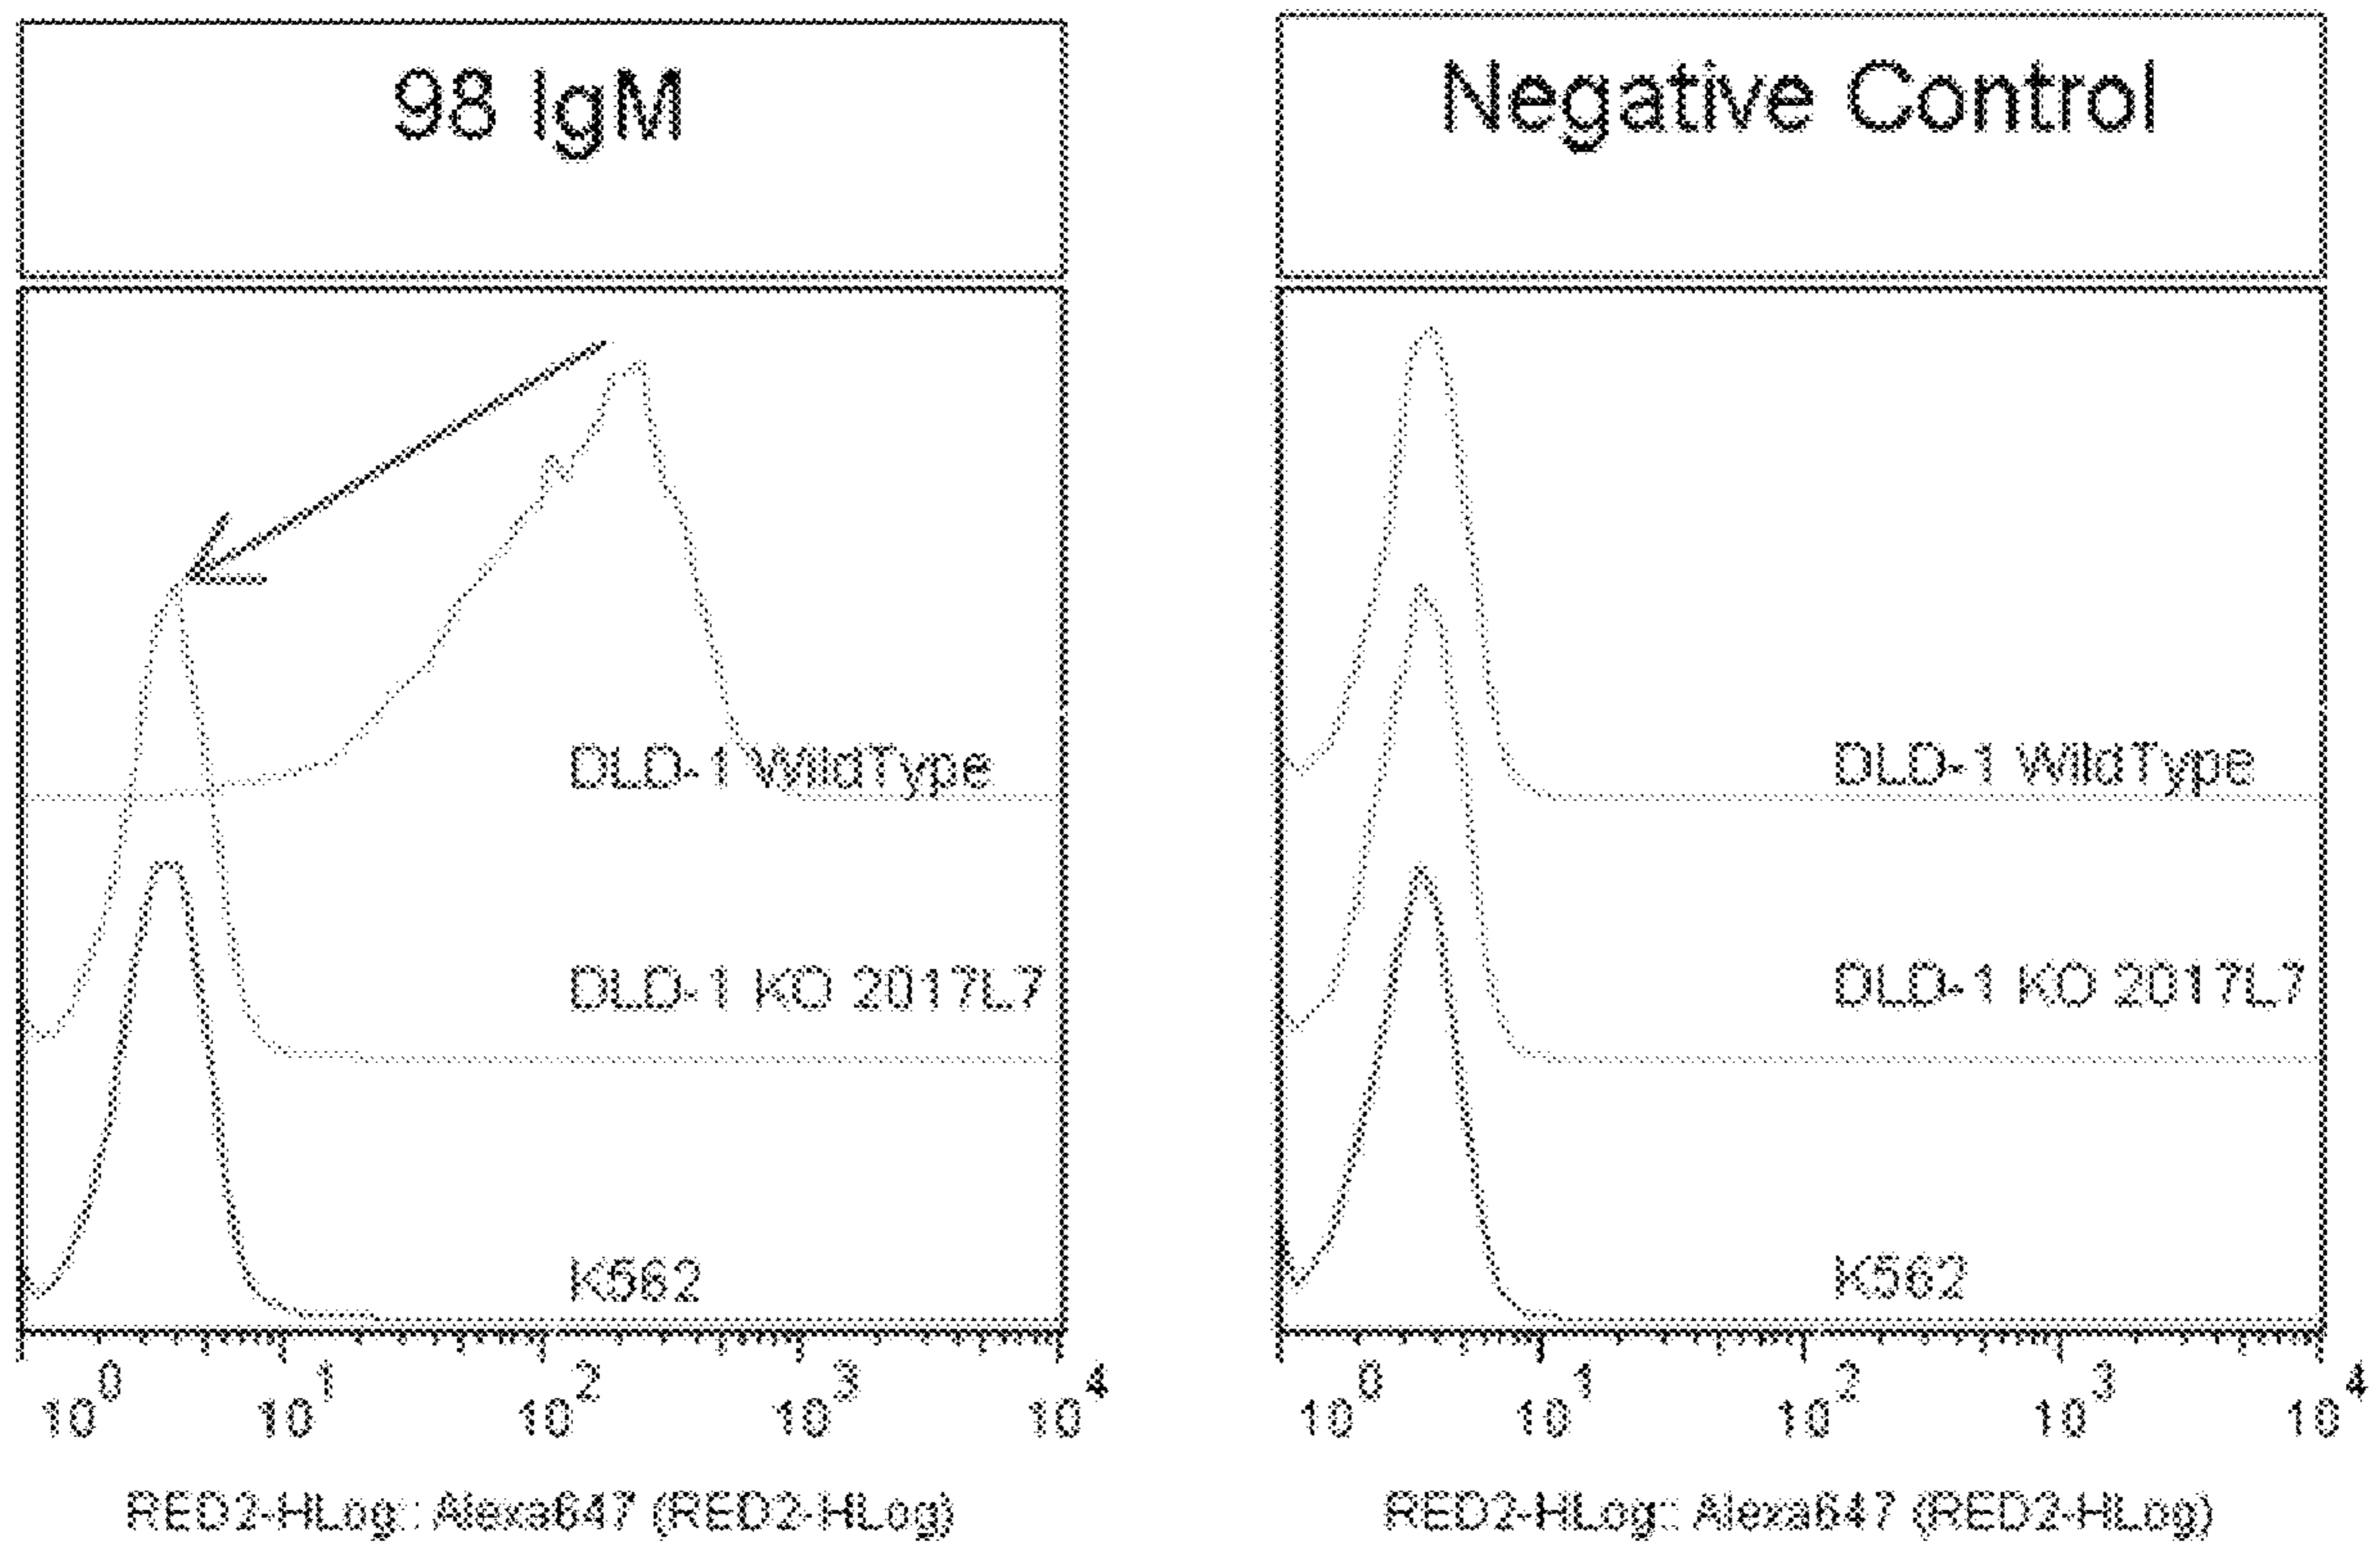 98 IgM
DLD-1 WildType
DLD-1 KO 2017L7
K562
10^0 10^1 10^2 10^3 10^4
RED2-HLog:: Alexa647 (RED2-HLog)
Negative Control
DLD-1 WildType
DLD-1 KO 2017L7
K562
10^0 10^1 10^2 10^3 10^4
RED2-HLog:: Alexa647 (RED2-HLog)